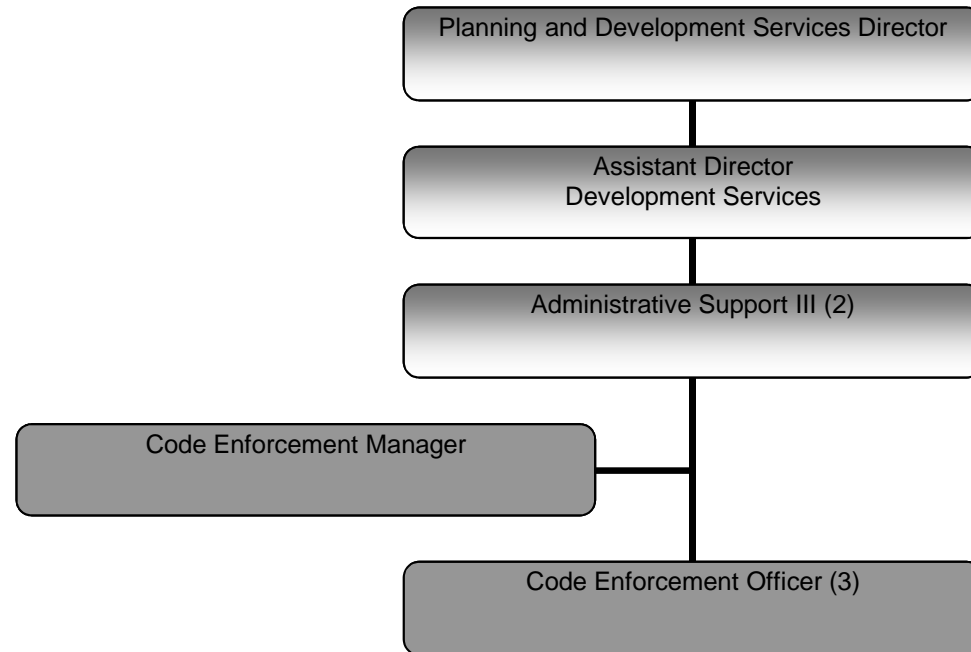 Planning and Development Services Director
Assistant Director
Development Services
Administrative Support III (2)
Code Enforcement Manager
Code Enforcement Officer (3)